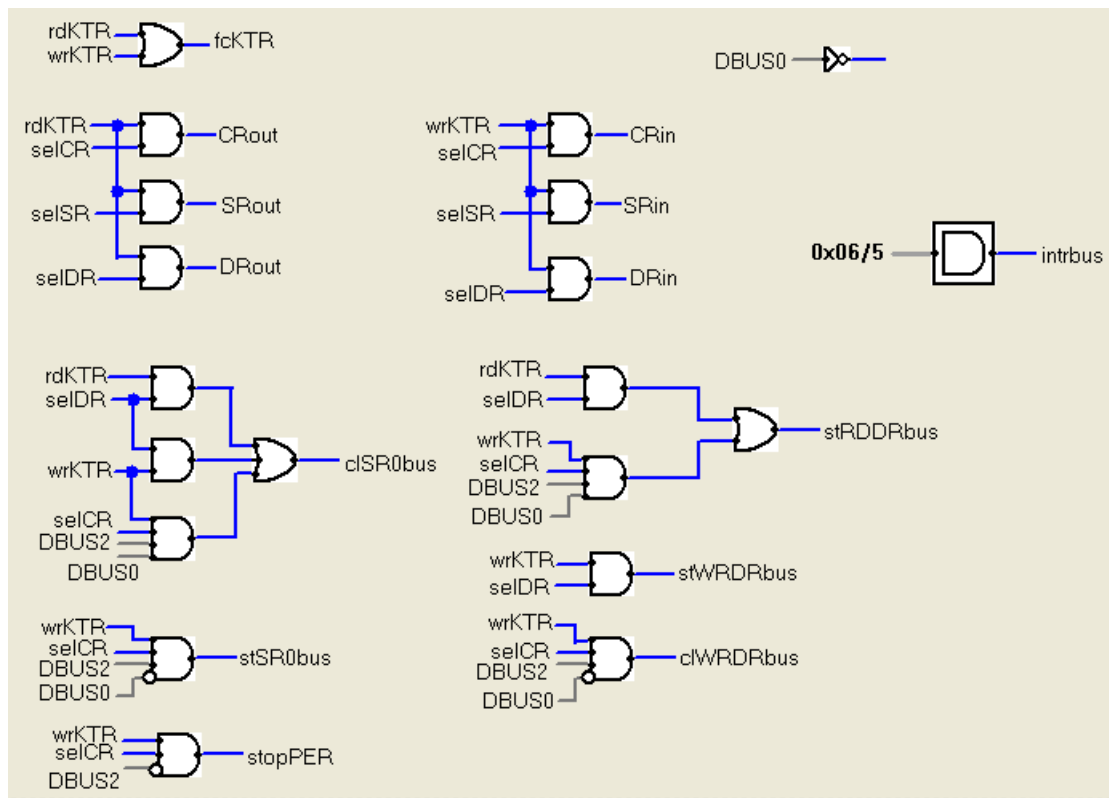 rdKTR
wrKTR
fcKTR
DBUS0
rdKTR
selCR
CRout
selSR
SRout
selDR
DRout
wrKTR
selCR
CRin
selSR
SRin
selDR
DRin
0x06/5
intrbus
rdKTR
selDR
wrKTR
selCR
DBUS2
DBUS0
clSR0bus
rdKTR
selDR
wrKTR
selCR
DBUS2
DBUS0
stRDDRbus
wrKTR
selDR
stWRDRbus
wrKTR
selCR
DBUS2
DBUS0
stSR0bus
wrKTR
selCR
DBUS2
DBUS0
clWRDRbus
wrKTR
selCR
DBUS2
stopPER